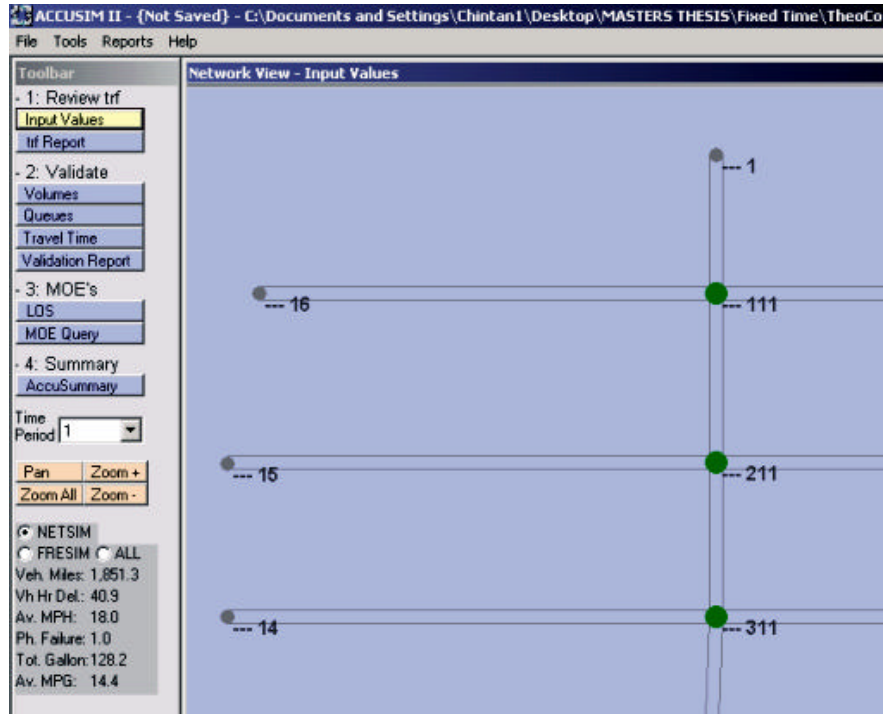 ACCUSIM II - {Not Saved} - C:\Documents and Settings\Chintan1\Desktop\MASTERS THESIS\Fixed Time\TheoCo
File Tools Reports Help
Toolbar
- 1: Review trf
Input Values
trf Report
- 2: Validate
Volumes
Queues
Travel Time
Validation Report
- 3: MOE's
LOS
MOE Query
- 4: Summary
AccuSummary
Time
Period 1
Pan Zoom +
Zoom All Zoom -
NETSIM
FRESIM ALL
Veh. Miles: 1,851.3
Vh Hr Del.: 40.9
Av. MPH: 18.0
Ph. Failure: 1.0
Tot. Gallon: 128.2
Av. MPG: 14.4
Network View - Input Values
--- 1
--- 16
--- 111
--- 15
--- 211
--- 14
--- 311